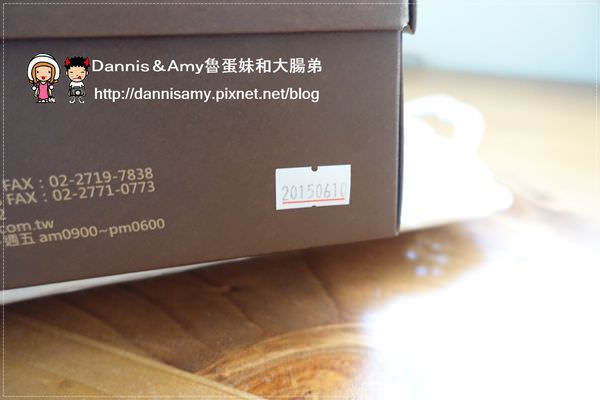 Dannis & Amy魯蛋妹和大腸弟
http://dannisamy.pixnet.net/blog
FAX：02-2719-7838
FAX：02-2771-0773
2
com.tw
週五 am0900~pm0600
20150610